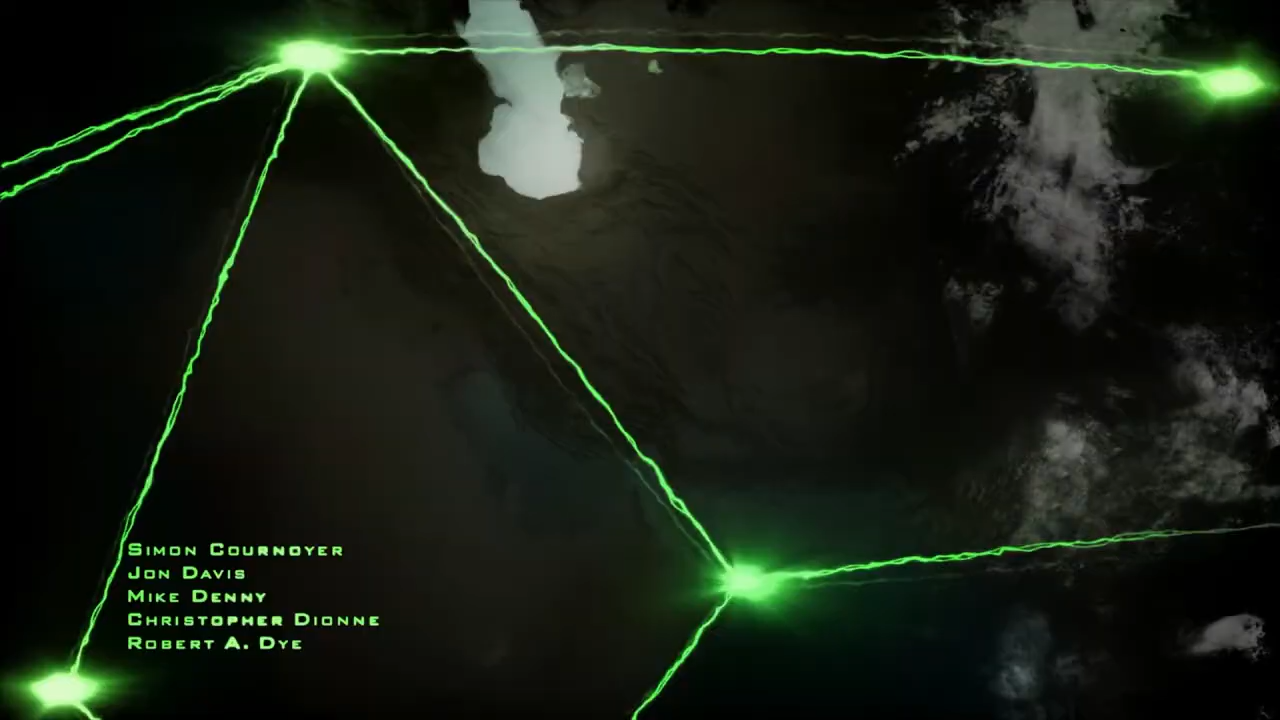 Simon Cournoyer
Jon Davis
Mike Denny
Christopher Dionne
Robert A. Dye